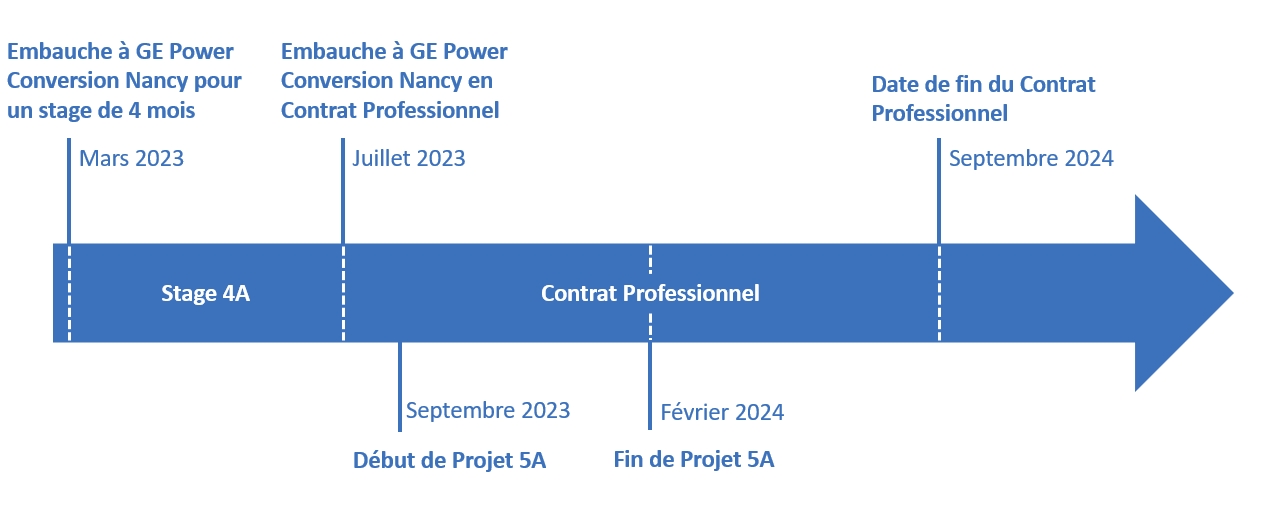 Embauche à GE Power
Conversion Nancy pour
un stage de 4 mois
Mars 2023
Embauche à GE Power
Conversion Nancy en
Contrat Professionnel
Juillet 2023
Date de fin du Contrat
Professionnel
Septembre 2024
Stage 4A
Contrat Professionnel
Septembre 2023
Début de Projet 5A
Février 2024
Fin de Projet 5A